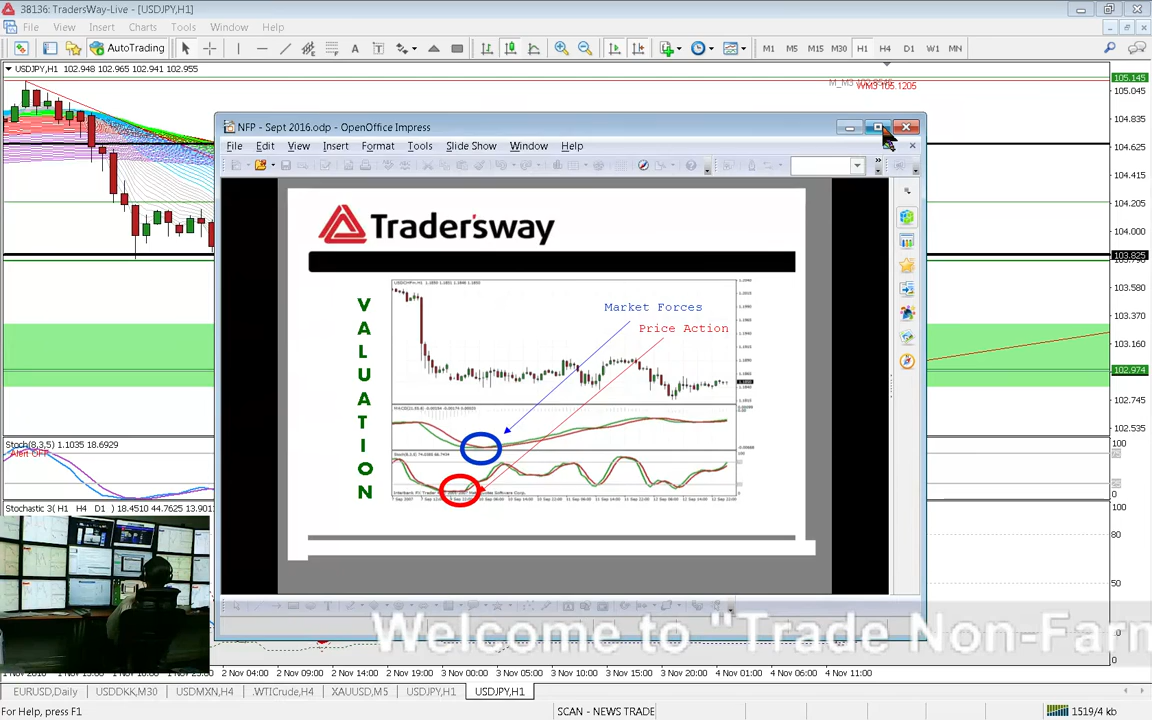 38136: TradersWay-Live - [USDJPY,H1]
File View Insert Charts Tools Window Help
AutoTrading
M1 M5 M15 M30 H1 H4 D1 W1 MN
USDJPY,H1 102.948 102.965 102.941 102.955
WM3 105.1205
105.145
105.045
104.835
104.625
104.415
104.205
104.000
103.825
103.580
103.370
103.160
102.974
102.745
102.535
NFP - Sept 2016.odp - OpenOffice Impress
File Edit View Insert Format Tools Slide Show Window Help
Trader'sway
VALUATION
Market Forces
Price Action
Stoch(8,3,5) 1.1035 18.6929
Alert OFF
100
0
Stochastic 3( H1 H4 D1 ) 18.4510 44.7625 13.901
100
80
50
0
Welcome to "Trade Non-Farm
2 Nov 04:00 2 Nov 09:00 2 Nov 14:00 2 Nov 19:00 3 Nov 00:00 3 Nov 05:00 3 Nov 10:00 3 Nov 15:00 3 Nov 20:00 4 Nov 01:00 4 Nov 06:00 4 Nov 11:00
EURUSD,Daily USDDKK,M30 USDMXN,H4 .WTICrude,H4 XAUUSD,M5 USDJPY,H1 USDJPY,H1
For Help, press F1
SCAN - NEWS TRADE
1519/4 kb